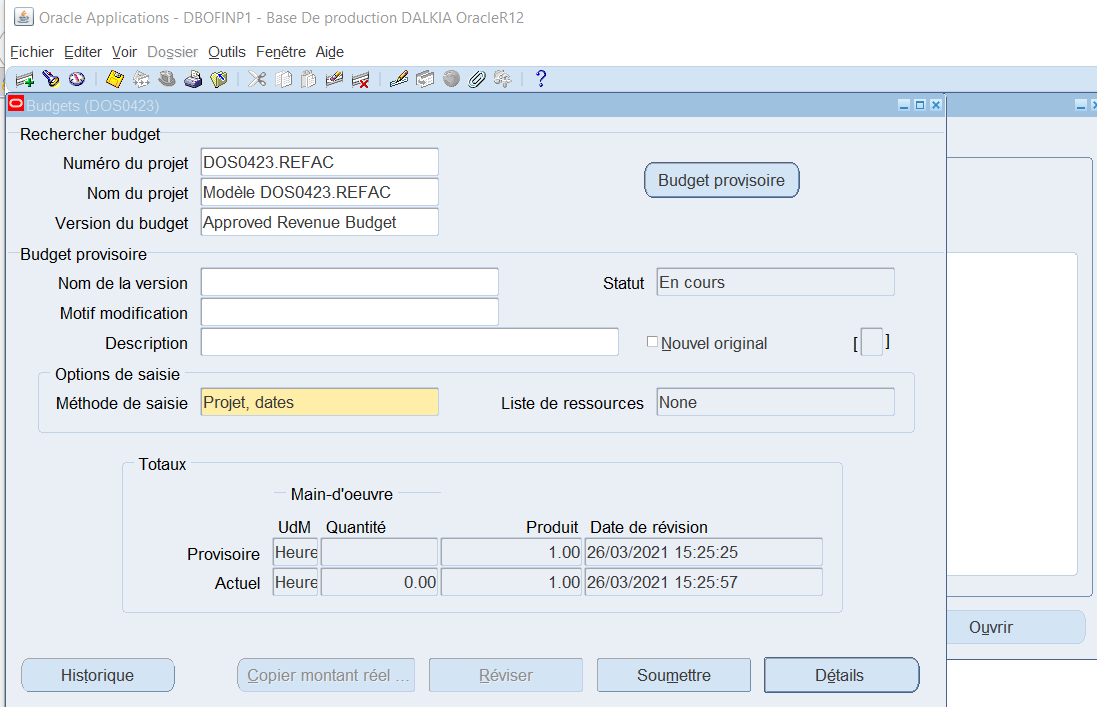 Oracle Applications - DBOFINP1 - Base De production DALKIA OracleR12
Fichier Editer Voir Dossier Outils Fenêtre Aide
Budgets (DOS0423)
Rechercher budget
Numéro du projet DOS0423.REFAC
Budget provisoire
Nom du projet Modèle DOS0423.REFAC
Version du budget Approved Revenue Budget
Budget provisoire
Nom de la version Statut En cours
Motif modification
Description Nouvel original [ ]
Options de saisie
Méthode de saisie Projet, dates Liste de ressources None
Totaux
Main-d'oeuvre
UdM Quantité Produit Date de révision
Provisoire Heure 1.00 26/03/2021 15:25:25
Actuel Heure 0.00 1.00 26/03/2021 15:25:57
Ouvrir
Historique Copier montant réel ... Réviser Soumettre Détails